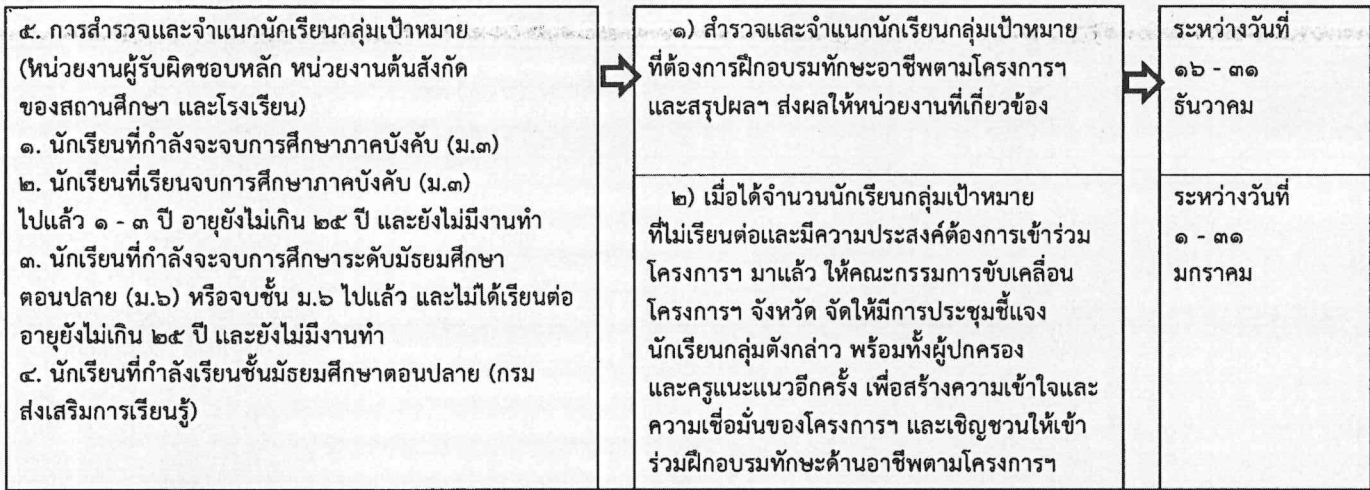 ๕. การสำรวจและจำแนกนักเรียนกลุ่มเป้าหมาย
(หน่วยงานผู้รับผิดชอบหลัก หน่วยงานต้นสังกัด
ของสถานศึกษา และโรงเรียน)
๑. นักเรียนที่กำลังจะจบการศึกษาภาคบังคับ (ม.๓)
๒. นักเรียนที่เรียนจบการศึกษาภาคบังคับ (ม.๓)
ไปแล้ว ๑ - ๓ ปี อายุยังไม่เกิน ๒๕ ปี และยังไม่มีงานทำ
๓. นักเรียนที่กำลังจะจบการศึกษาระดับมัธยมศึกษา
ตอนปลาย (ม.๖) หรือจบชั้น ม.๖ ไปแล้ว และไม่ได้เรียนต่อ
อายุยังไม่เกิน ๒๕ ปี และยังไม่มีงานทำ
๔. นักเรียนที่กำลังเรียนชั้นมัธยมศึกษาตอนปลาย (กรม
ส่งเสริมการเรียนรู้)
๑) สำรวจและจำแนกนักเรียนกลุ่มเป้าหมาย
ที่ต้องการฝึกอบรมทักษะอาชีพตามโครงการฯ
และสรุปผลฯ ส่งผลให้หน่วยงานที่เกี่ยวข้อง
ระหว่างวันที่
๑๖ - ๓๑
ธันวาคม
๒) เมื่อได้จำนวนนักเรียนกลุ่มเป้าหมาย
ที่ไม่เรียนต่อและมีความประสงค์ต้องการเข้าร่วม
โครงการฯ มาแล้ว ให้คณะกรรมการขับเคลื่อน
โครงการฯ จังหวัด จัดให้มีการประชุมชี้แจง
นักเรียนกลุ่มดังกล่าว พร้อมทั้งผู้ปกครอง
และครูแนะแนวอีกครั้ง เพื่อสร้างความเข้าใจและ
ความเชื่อมั่นของโครงการฯ และเชิญชวนให้เข้า
ร่วมฝึกอบรมทักษะด้านอาชีพตามโครงการฯ
ระหว่างวันที่
๑ - ๓๑
มกราคม